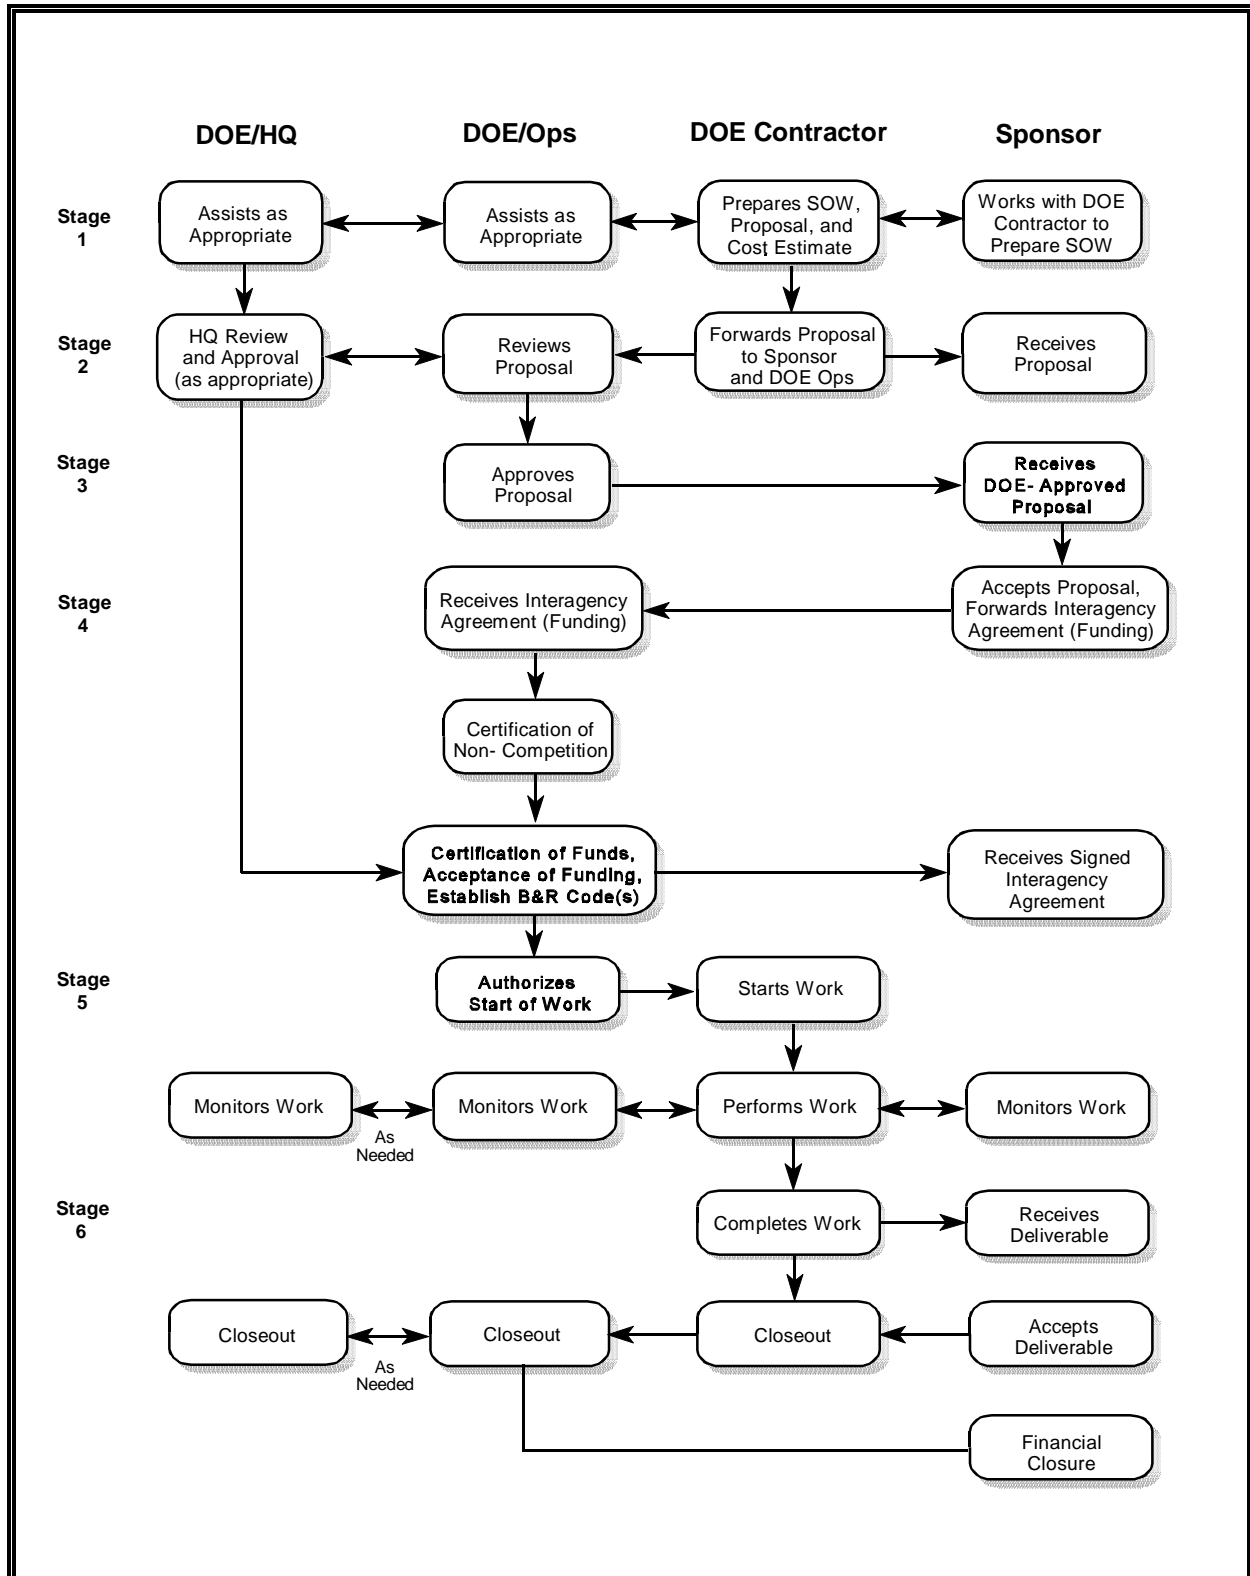 DOE/HQ
DOE/Ops
DOE Contractor
Sponsor
Stage
1
Assists as
Appropriate
Assists as
Appropriate
Prepares SOW,
Proposal, and
Cost Estimate
Works with DOE
Contractor to
Prepare SOW
Stage
2
HQ Review
and Approval
(as appropriate)
Reviews
Proposal
Forwards Proposal
to Sponsor
and DOE Ops
Receives
Proposal
Stage
3
Approves
Proposal
Receives
DOE- Approved
Proposal
Stage
4
Receives Interagency
Agreement (Funding)
Accepts Proposal,
Forwards Interagency
Agreement (Funding)
Certification of
Non- Competition
Certification of Funds,
Acceptance of Funding,
Establish B&R Code(s)
Receives Signed
Interagency
Agreement
Stage
5
Authorizes
Start of Work
Starts Work
Monitors Work
As
Needed
Monitors Work
Performs Work
Monitors Work
Stage
6
Completes Work
Receives
Deliverable
Closeout
As
Needed
Closeout
Closeout
Accepts
Deliverable
Financial
Closure